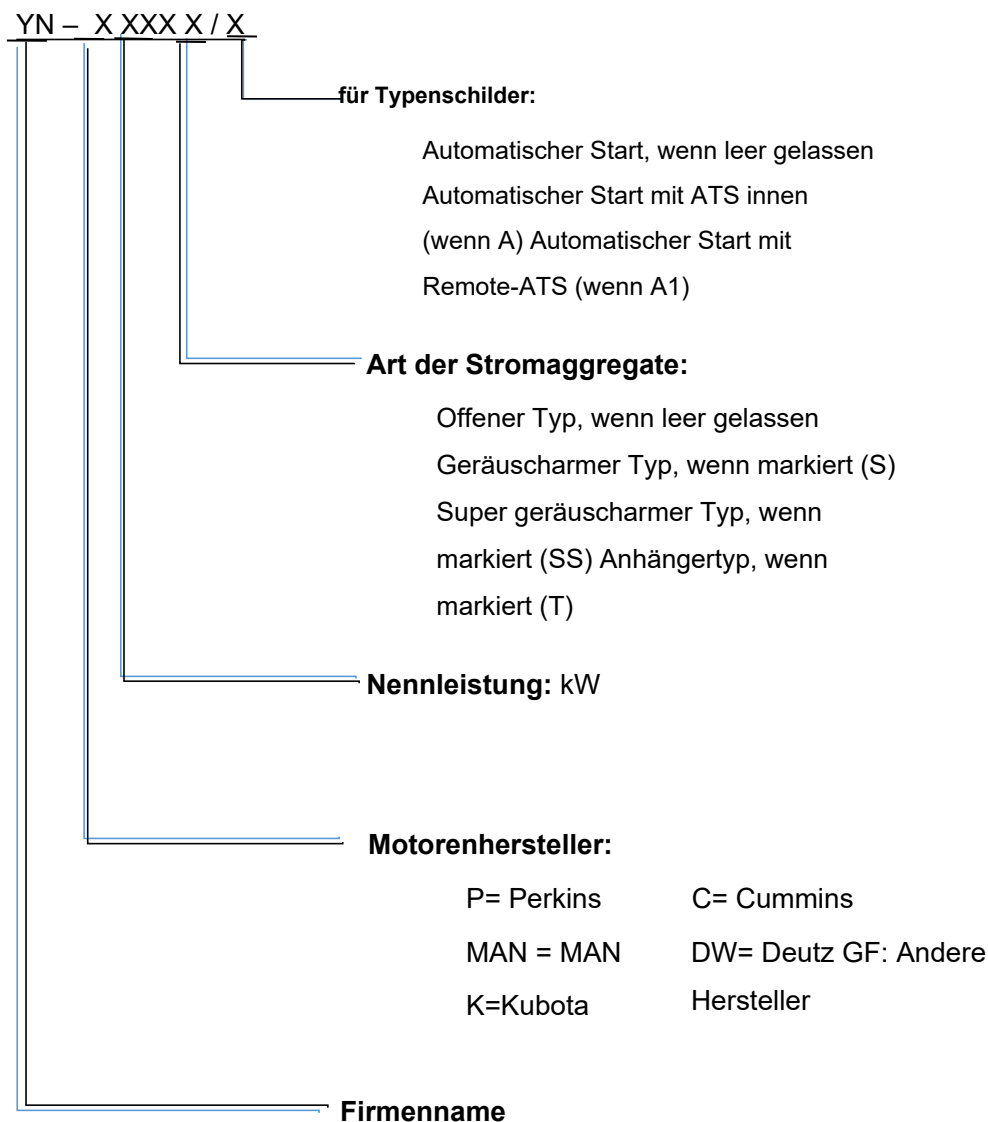 YN – X XXX X / X
für Typenschilder:
Automatischer Start, wenn leer gelassen
Automatischer Start mit ATS innen
(wenn A) Automatischer Start mit
Remote-ATS (wenn A1)
Art der Stromaggregate:
Offener Typ, wenn leer gelassen
Geräuscharmer Typ, wenn markiert (S)
Super geräuscharmer Typ, wenn
markiert (SS) Anhängertyp, wenn
markiert (T)
Nennleistung: kW
Motorenhersteller:
P= Perkins C= Cummins
MAN = MAN DW= Deutz GF: Andere
K=Kubota Hersteller
Firmenname